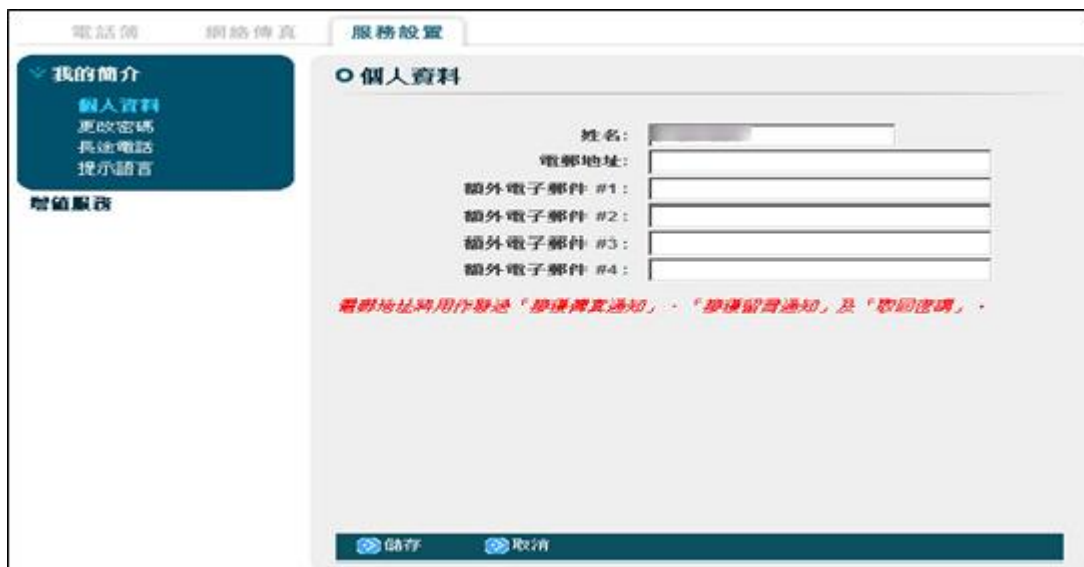 電話簿 網絡傳真 服務設置
我的簡介
個人資料
更改密碼
長途電話
提示語言
增值服務
個人資料
姓名:
電郵地址:
額外電子郵件 #1:
額外電子郵件 #2:
額外電子郵件 #3:
額外電子郵件 #4:
電郵地址將用作發送「接獲傳真通知」、「接獲留言通知」及「取回密碼」。
儲存 取消